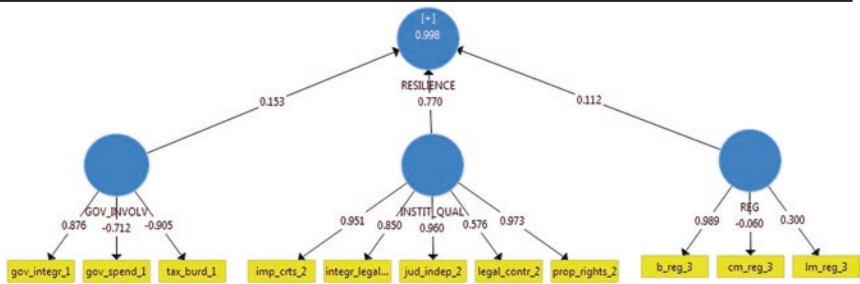 [+]
0.998
RESILIENCE
0.153
0.770
0.112
GOV_INVOLV
INSTIT_QUAL
REG
0.876
-0.712
-0.905
0.951
0.850
0.960
0.576
0.973
0.989
-0.060
0.300
gov_integr_1
gov_spend_1
tax_burd_1
imp_crts_2
integr_legal...
jud_indep_2
legal_contr_2
prop_rights_2
b_reg_3
cm_reg_3
lm_reg_3